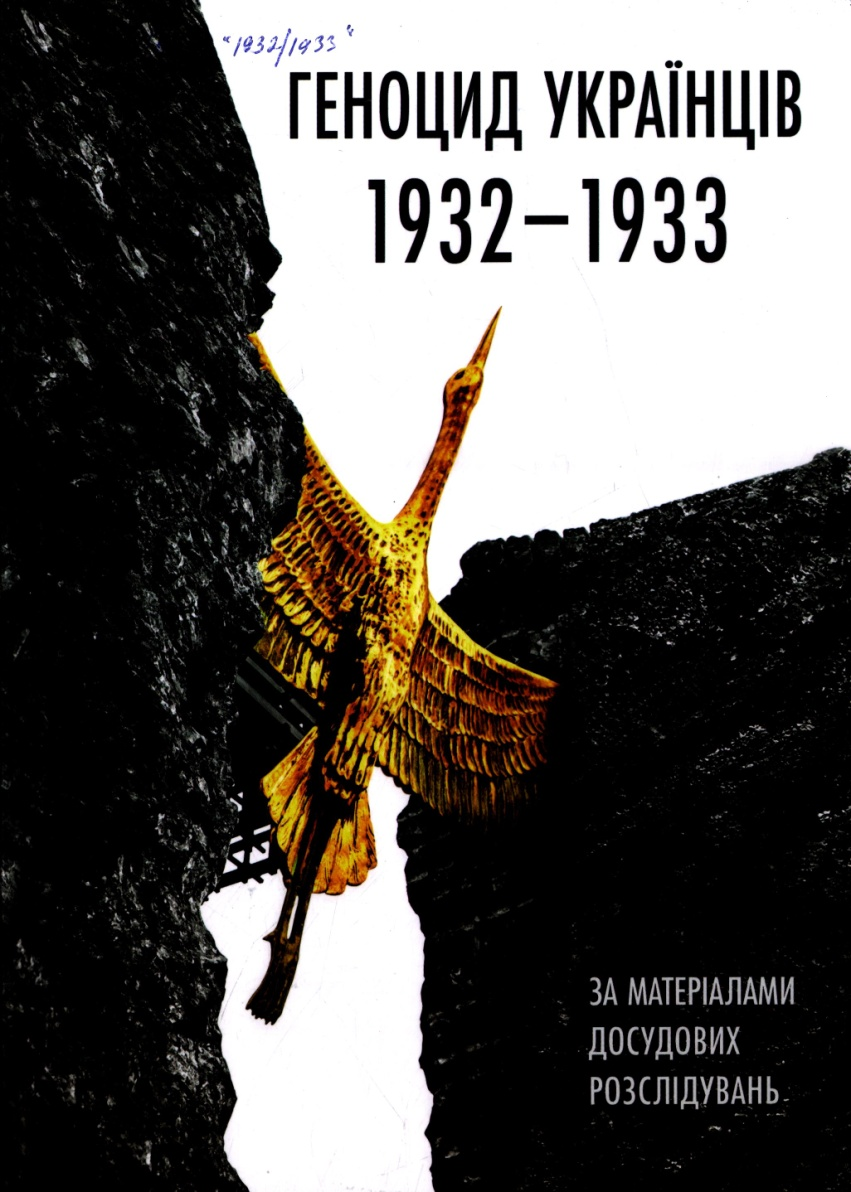 "1932/1933"
ГЕНОЦИД УКРАЇНЦІВ
1932–1933
ЗА МАТЕРІАЛАМИ
ДОСУДОВИХ
РОЗСЛІДУВАНЬ